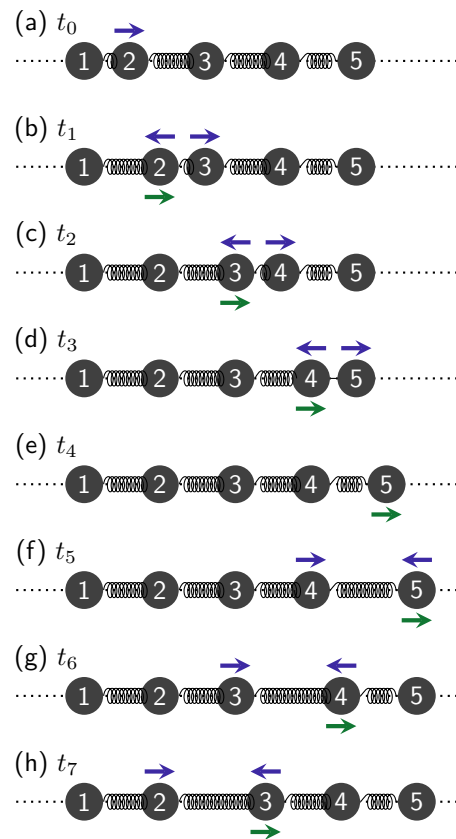 (a) t₀
1 2 3 4 5
(b) t₁
1 2 3 4 5
(c) t₂
1 2 3 4 5
(d) t₃
1 2 3 4 5
(e) t₄
1 2 3 4 5
(f) t₅
1 2 3 4 5
(g) t₆
1 2 3 4 5
(h) t₇
1 2 3 4 5